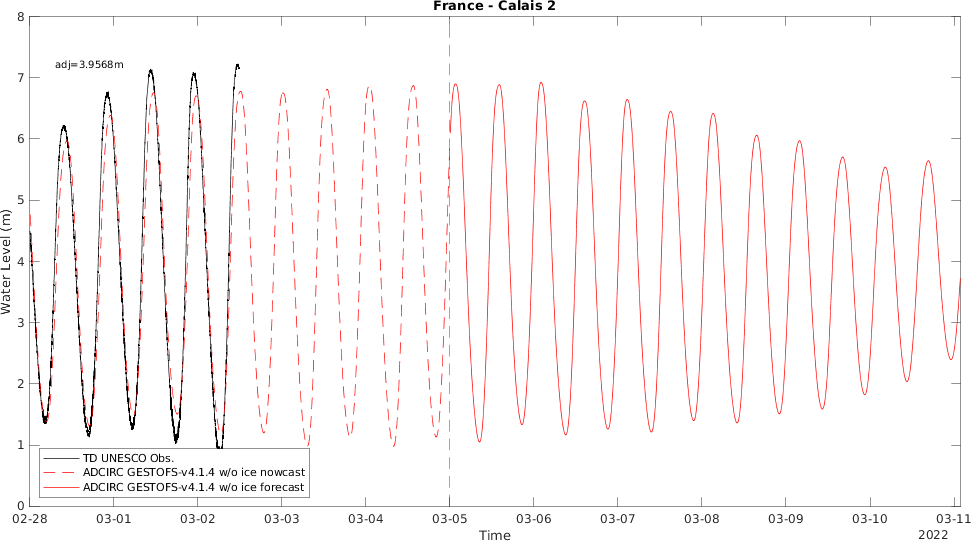 France - Calais 2
8
adj=3.9568m
7
6
5
4
3
2
1
0
Water Level (m)
TD UNESCO Obs.
ADCIRC GESTOFS-v4.1.4 w/o ice nowcast
ADCIRC GESTOFS-v4.1.4 w/o ice forecast
02-28 03-01 03-02 03-03 03-04 03-05 03-06 03-07 03-08 03-09 03-10 03-11
Time
2022